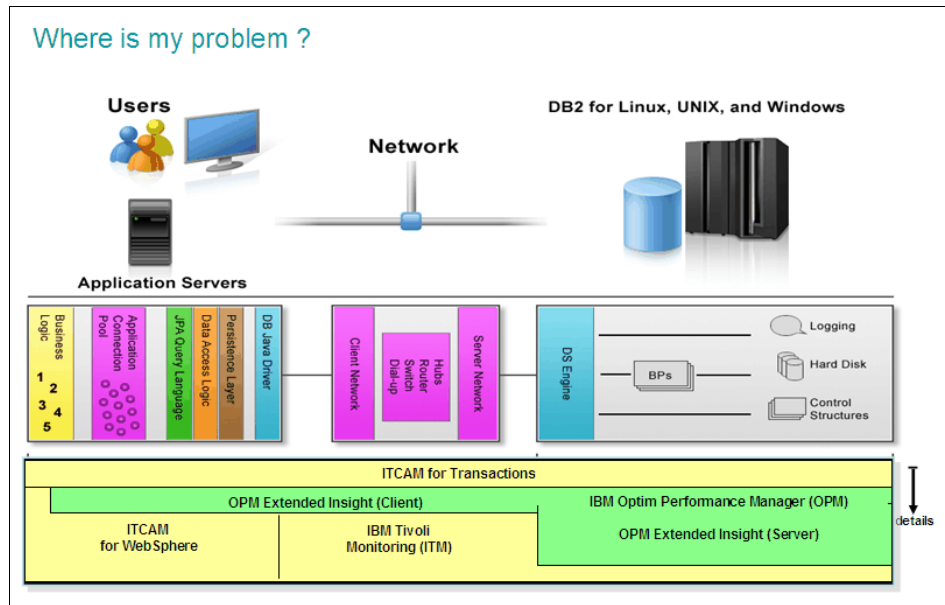 Where is my problem ?
Users
DB2 for Linux, UNIX, and Windows
Network
Application Servers
Business
Logic
1
2
3
4
5
Application
Connection
Pool
JPA Query Language
Data Access Logic
Persistence Layer
DB Java Driver
Client Network
Hubs
Router
Switch
Dial-up
Server Network
DS Engine
BPs
Logging
Hard Disk
Control
Structures
ITCAM for Transactions
OPM Extended Insight (Client)
IBM Optim Performance Manager (OPM)
details
ITCAM
for WebSphere
IBM Tivoli
Monitoring (ITM)
OPM Extended Insight (Server)